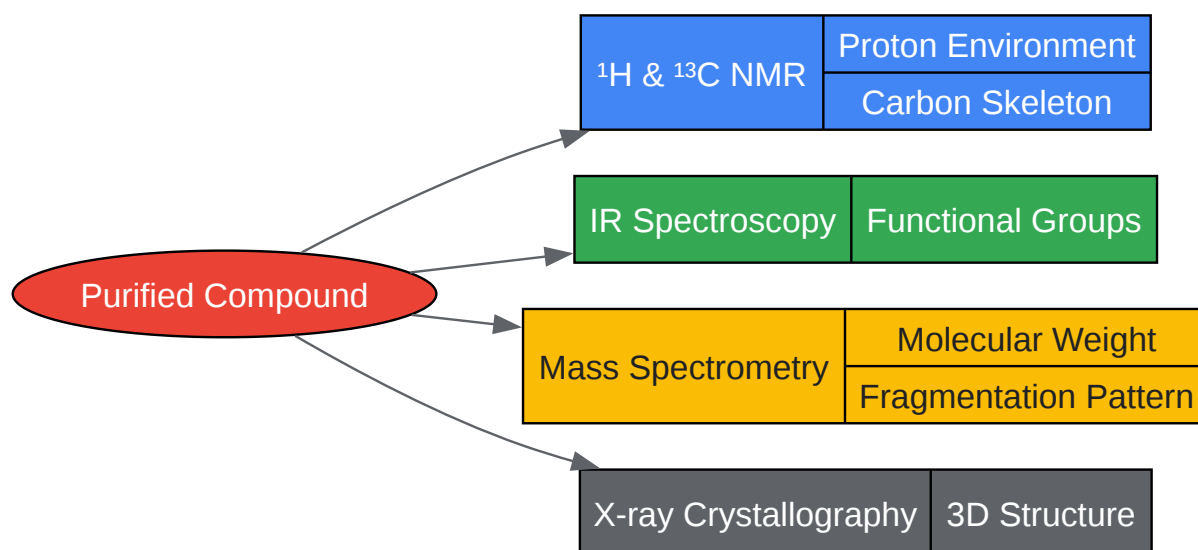 Purified Compound
¹H & ¹³C NMR
Proton Environment
Carbon Skeleton
IR Spectroscopy
Functional Groups
Mass Spectrometry
Molecular Weight
Fragmentation Pattern
X-ray Crystallography
3D Structure